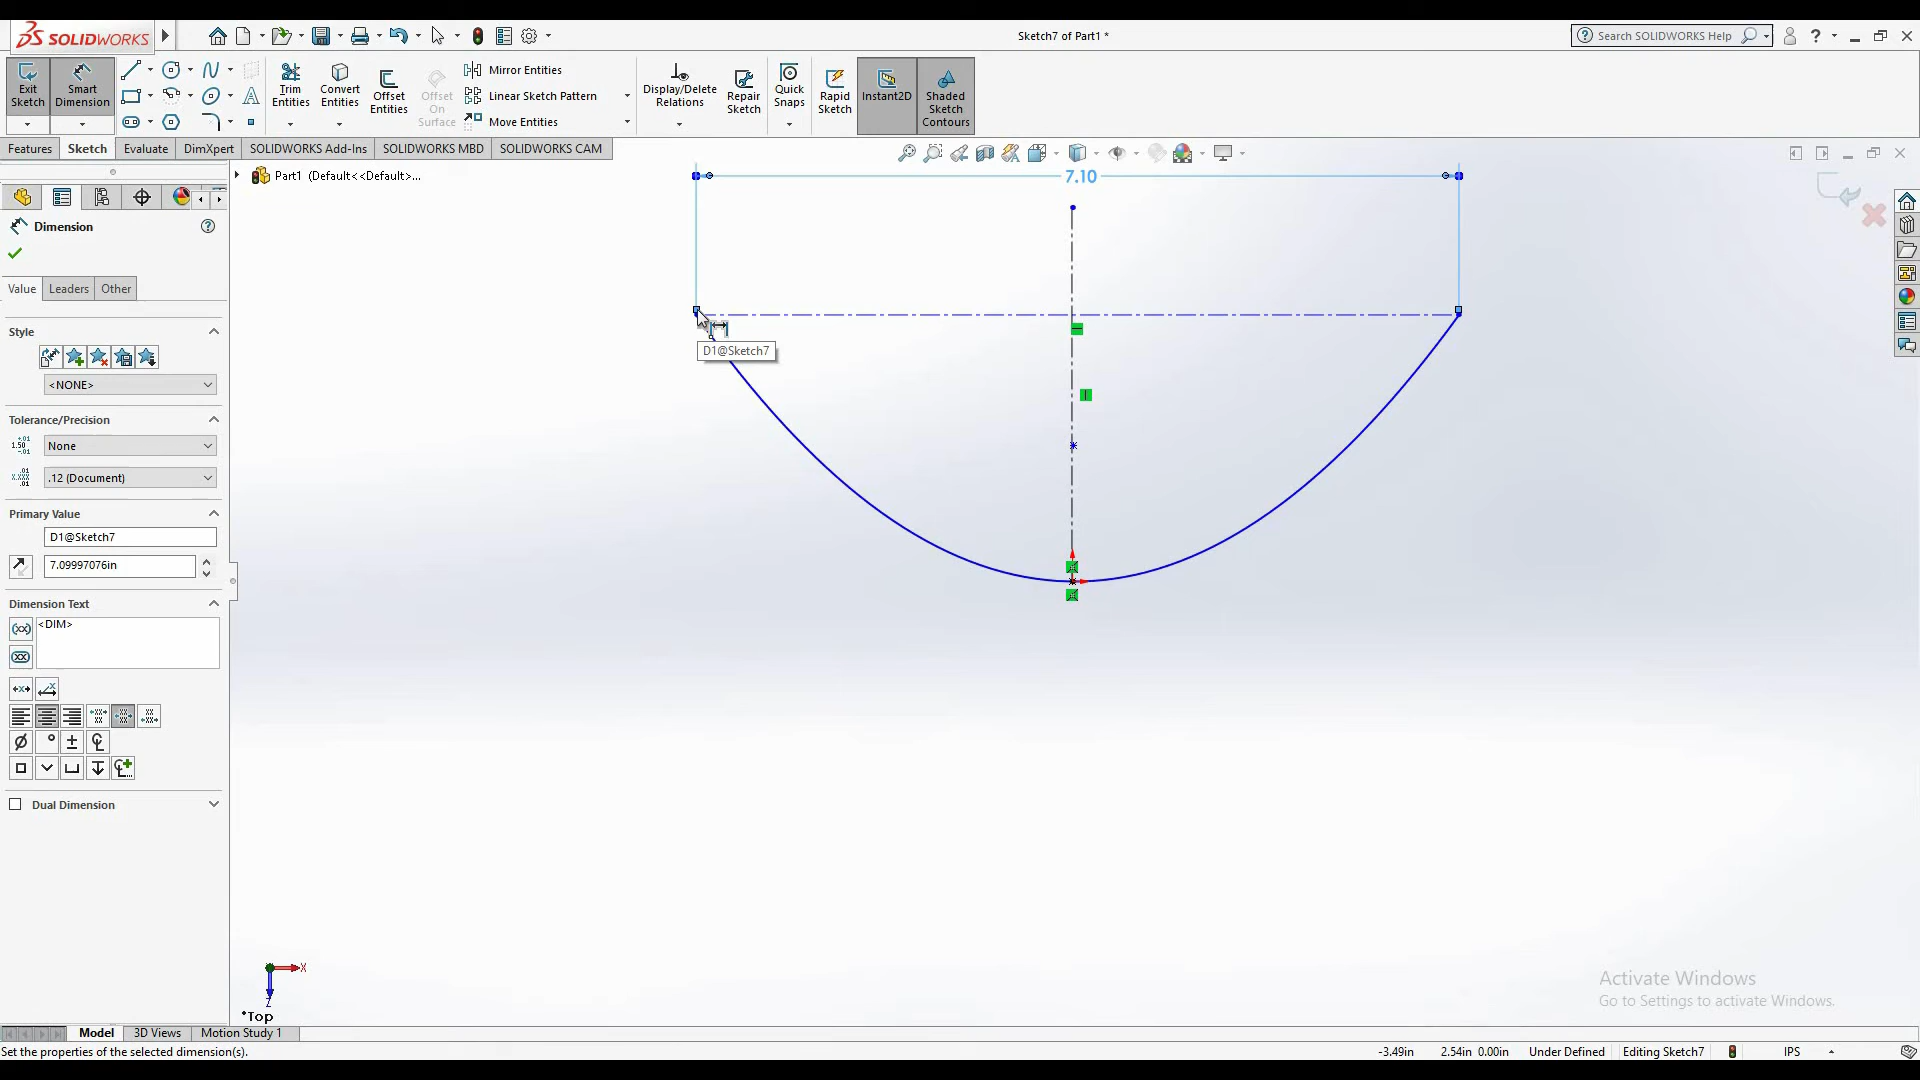 SOLIDWORKS
Sketch7 of Part1 *
Search SOLIDWORKS Help
Exit Sketch
Smart Dimension
Trim Entities
Convert Entities
Offset Entities
Offset On Surface
Mirror Entities
Linear Sketch Pattern
Move Entities
Display/Delete Relations
Repair Sketch
Quick Snaps
Rapid Sketch
Instant2D
Shaded Sketch Contours
Features
Sketch
Evaluate
DimXpert
SOLIDWORKS Add-Ins
SOLIDWORKS MBD
SOLIDWORKS CAM
Part1 (Default<<Default>...
7.10
Dimension
Value
Leaders
Other
D1@Sketch7
Style
<NONE>
Tolerance/Precision
None
.12 (Document)
Primary Value
D1@Sketch7
7.09997076in
Dimension Text
<DIM>
Dual Dimension
X
Z
*Top
Activate Windows
Go to Settings to activate Windows.
Model
3D Views
Motion Study 1
Set the properties of the selected dimension(s).
-3.49in
2.54in
0.00in
Under Defined
Editing Sketch7
IPS